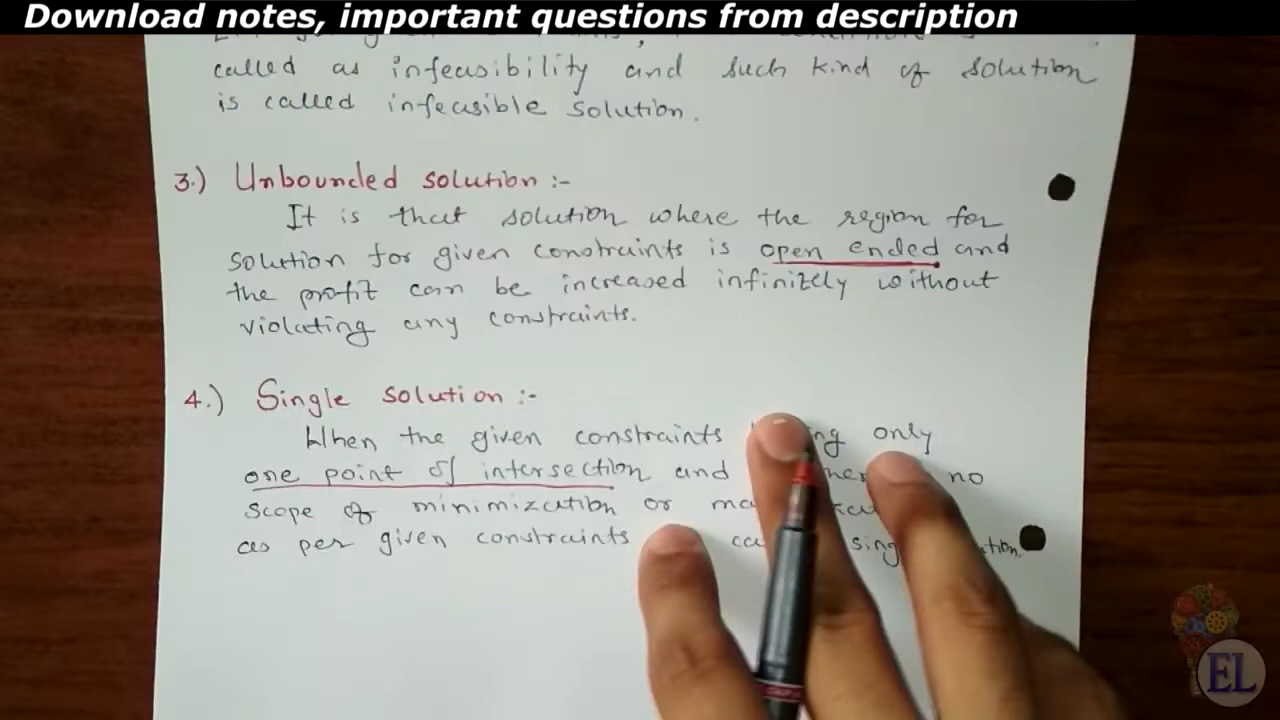 Download notes, important questions from description
called as infeasibility and such kind of solution
is called infeasible solution.
3.) Unbounded solution :-
It is that solution where the region for
solution for given constraints is open ended and
the profit can be increased infinitely without
violating any constraints.
4.) Single solution :-
When the given constraints only
one point of intersection and no
scope of minimization or
as per given constraints
EL